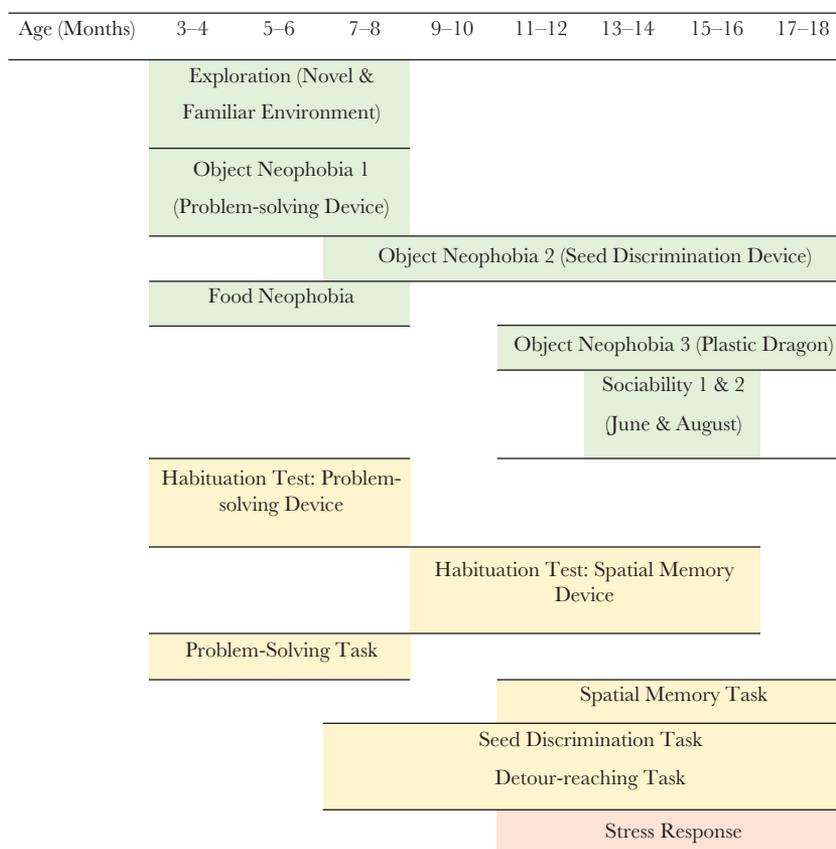 Age (Months) 3–4 5–6 7–8 9–10 11–12 13–14 15–16 17–18
Exploration (Novel &
Familiar Environment)
Object Neophobia 1
(Problem-solving Device)
Object Neophobia 2 (Seed Discrimination Device)
Food Neophobia
Object Neophobia 3 (Plastic Dragon)
Sociability 1 & 2
(June & August)
Habituation Test: Problem-
solving Device
Habituation Test: Spatial Memory
Device
Problem-Solving Task
Spatial Memory Task
Seed Discrimination Task
Detour-reaching Task
Stress Response